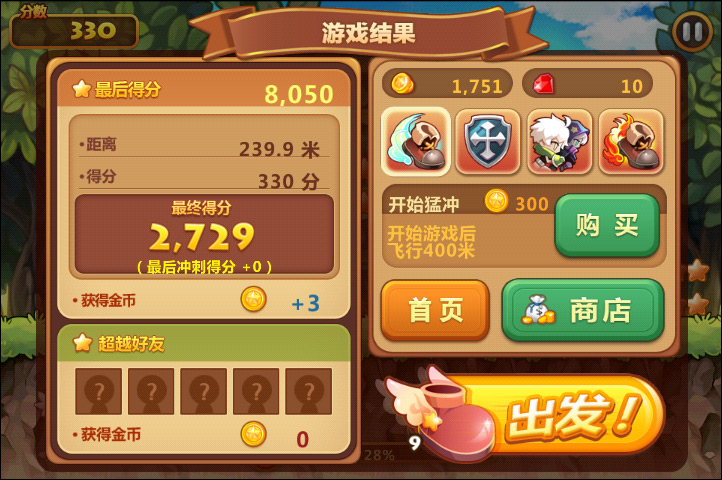 分数
330
游戏结果
最后得分
8,050
·距离
239.9 米
·得分
330 分
最终得分
2,729
( 最后冲刺得分 +0 )
·获得金币
+3
超越好友
? ? ? ? ?
·获得金币
0
1,751
10
开始猛冲
300
开始游戏后
飞行400米
购 买
首页
商店
9
出发!
28%